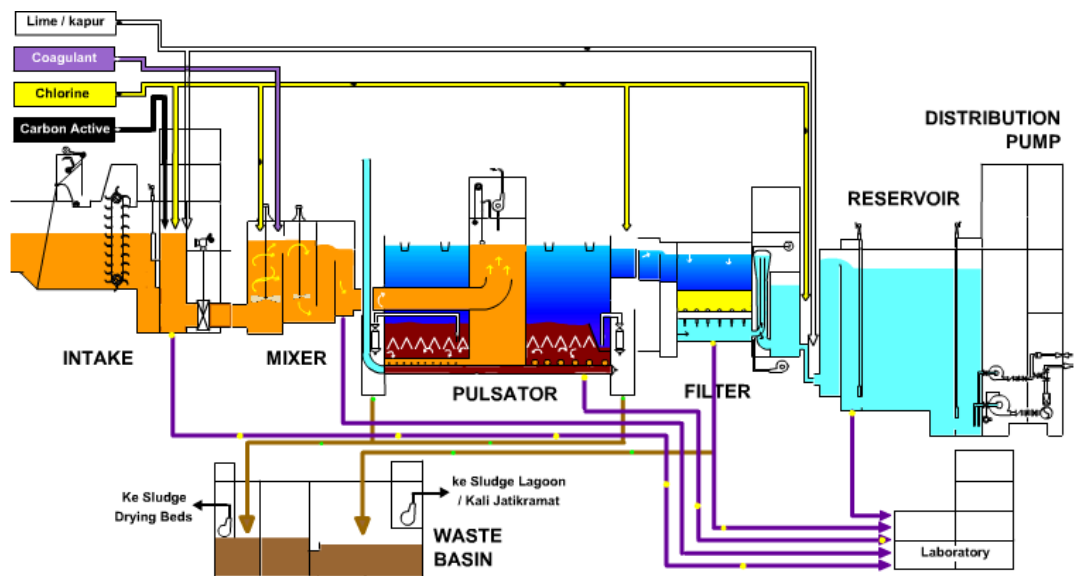 Lime / kapur
Coagulant
Chlorine
Carbon Active
DISTRIBUTION
PUMP
RESERVOIR
INTAKE
MIXER
PULSATOR
FILTER
Ke Sludge
Drying Beds
ke Sludge Lagoon
/ Kali Jatikramat
WASTE
BASIN
Laboratory